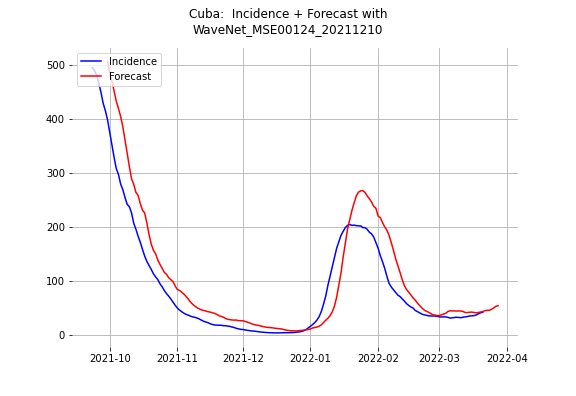 Cuba:  Incidence + Forecast with
WaveNet_MSE00124_20211210
Incidence
Forecast
500
400
300
200
100
0
2021-10 2021-11 2021-12 2022-01 2022-02 2022-03 2022-04